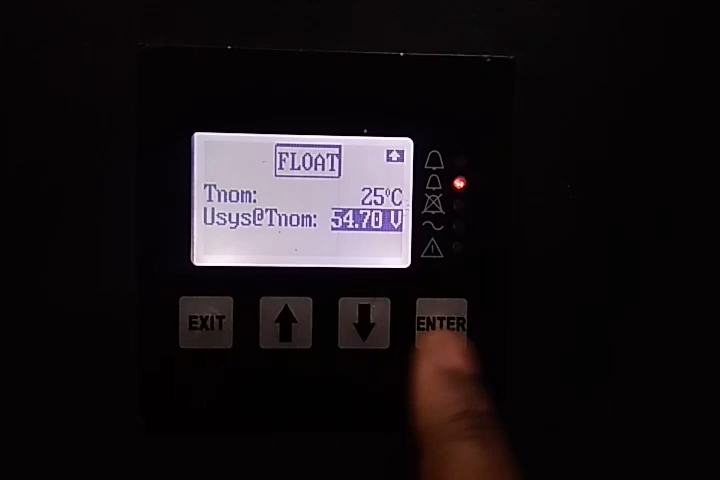 FLOAT
Tnom: 25°C
Usys@Tnom: 54.70 V
EXIT
ENTER